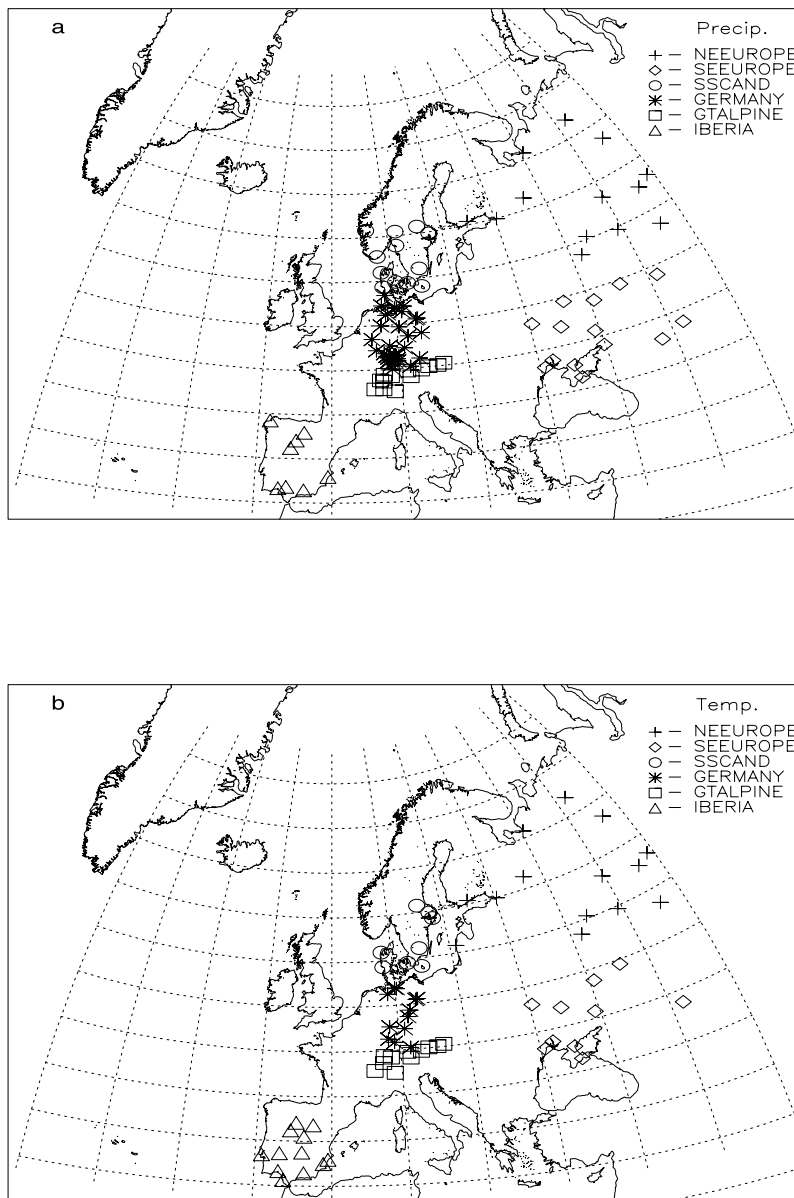 a
Precip.
+ — NEEUROPE
◇ — SEEUROPE
○ — SSCAND
✳ — GERMANY
□ — GTALPINE
△ — IBERIA
b
Temp.
+ — NEEUROPE
◇ — SEEUROPE
○ — SSCAND
✳ — GERMANY
□ — GTALPINE
△ — IBERIA